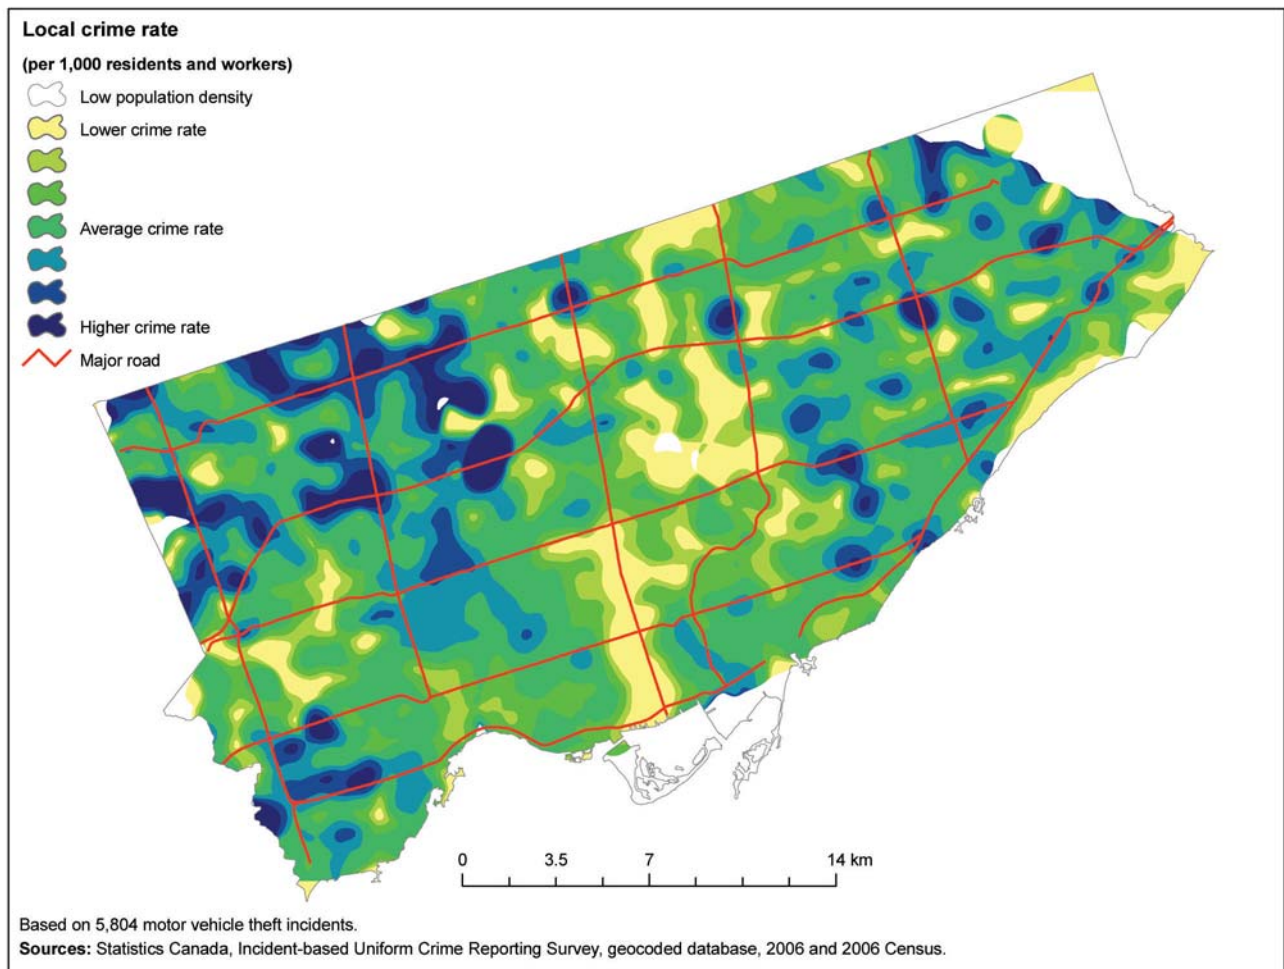 Local crime rate
(per 1,000 residents and workers)
Low population density
Lower crime rate
Average crime rate
Higher crime rate
Major road
0 3.5 7 14 km
Based on 5,804 motor vehicle theft incidents.
Sources: Statistics Canada, Incident-based Uniform Crime Reporting Survey, geocoded database, 2006 and 2006 Census.